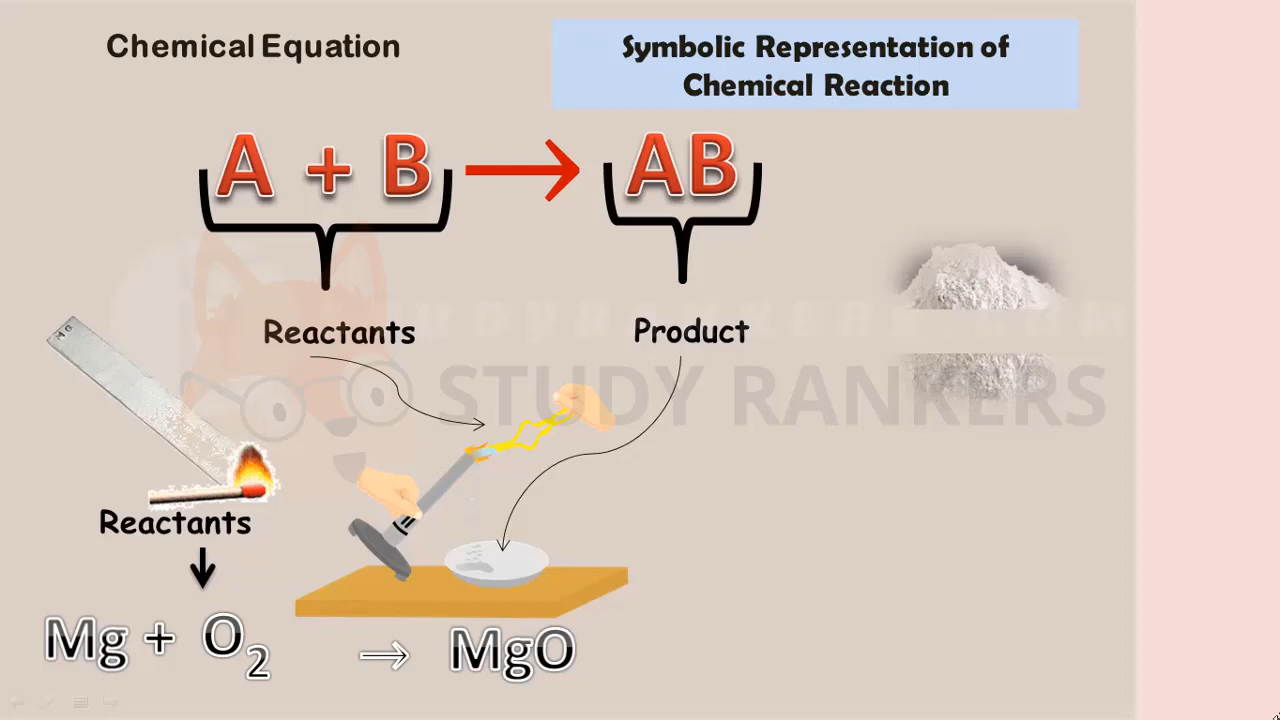 Chemical Equation
Symbolic Representation of
Chemical Reaction
A + B → AB
Reactants
Product
MG
STUDY RANKERS
Reactants
Mg + O₂ → MgO